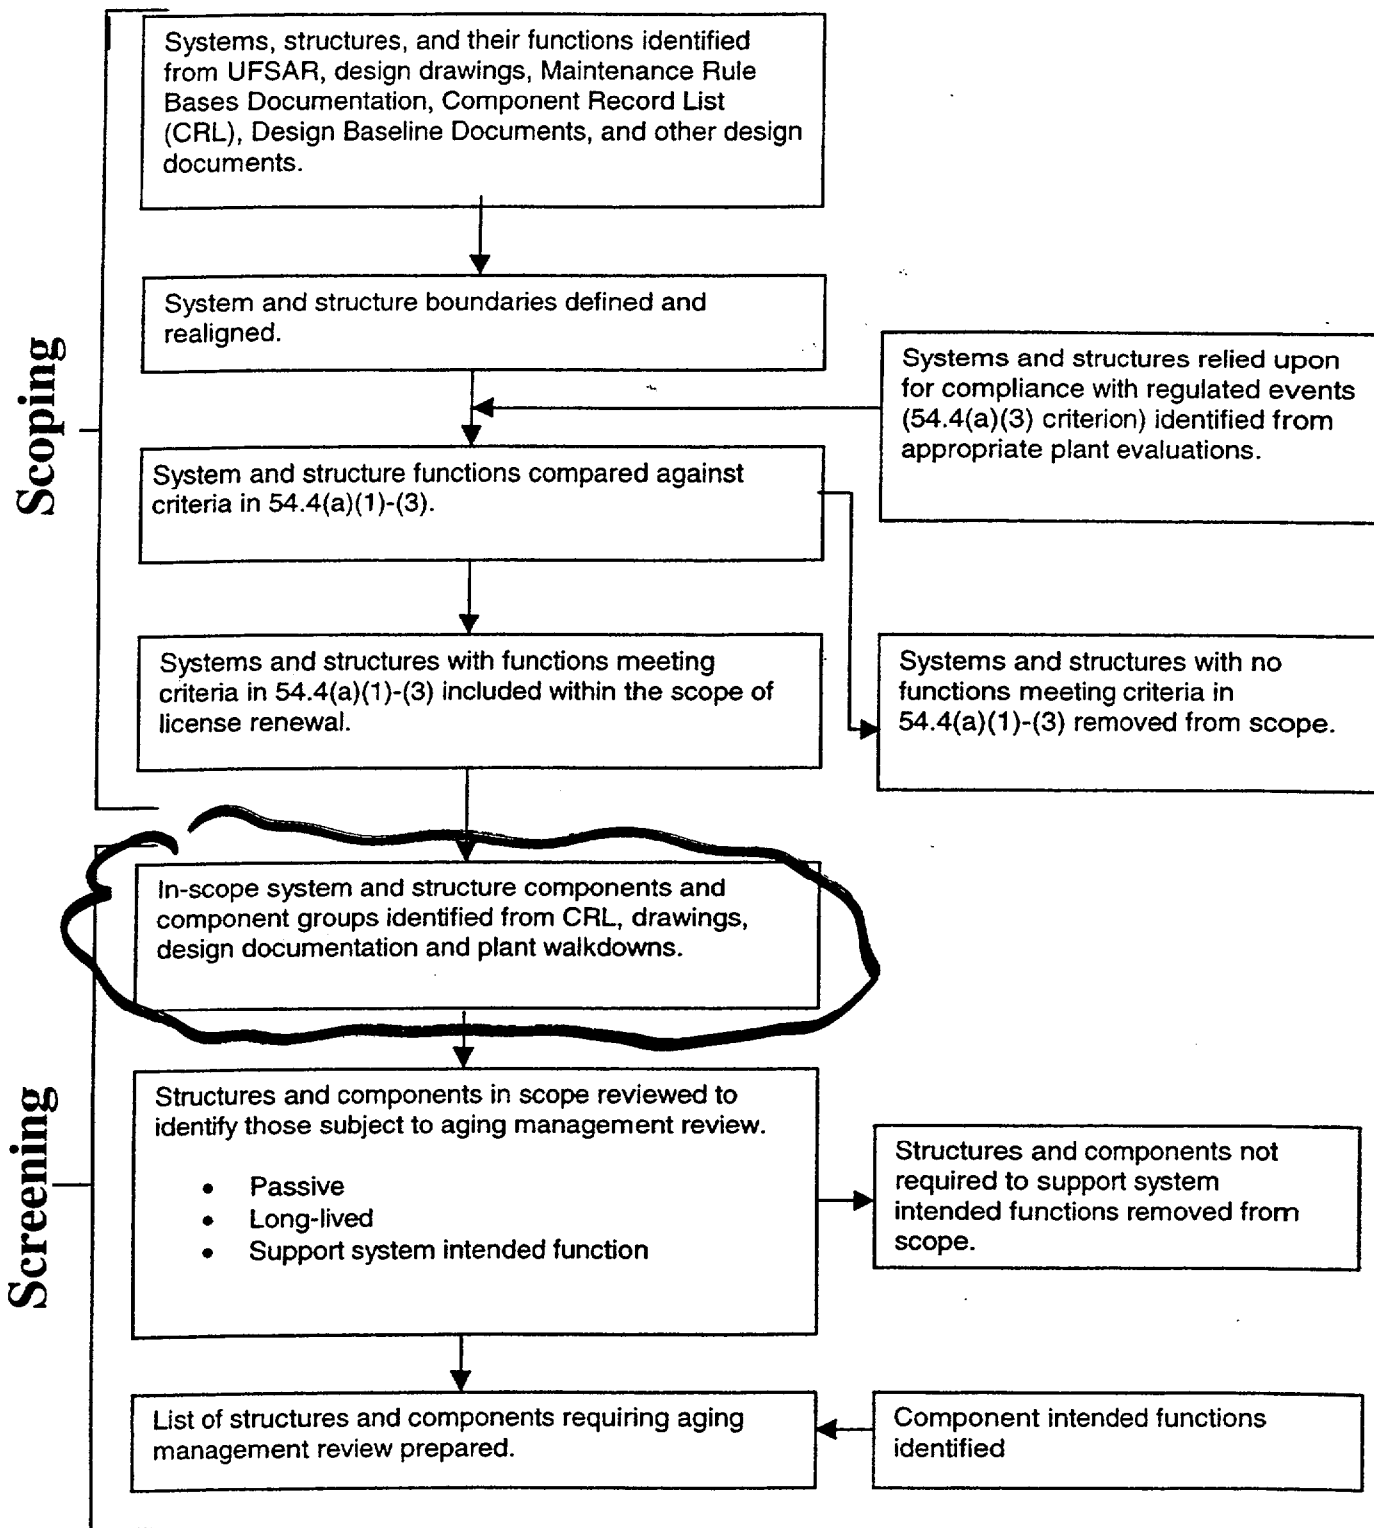 Scoping
Systems, structures, and their functions identified
from UFSAR, design drawings, Maintenance Rule
Bases Documentation, Component Record List
(CRL), Design Baseline Documents, and other design
documents.
System and structure boundaries defined and
realigned.
Systems and structures relied upon
for compliance with regulated events
(54.4(a)(3) criterion) identified from
appropriate plant evaluations.
System and structure functions compared against
criteria in 54.4(a)(1)-(3).
Systems and structures with functions meeting
criteria in 54.4(a)(1)-(3) included within the scope of
license renewal.
Systems and structures with no
functions meeting criteria in
54.4(a)(1)-(3) removed from scope.
Screening
In-scope system and structure components and
component groups identified from CRL, drawings,
design documentation and plant walkdowns.
Structures and components in scope reviewed to
identify those subject to aging management review.
• Passive
• Long-lived
• Support system intended function
Structures and components not
required to support system
intended functions removed from
scope.
List of structures and components requiring aging
management review prepared.
Component intended functions
identified